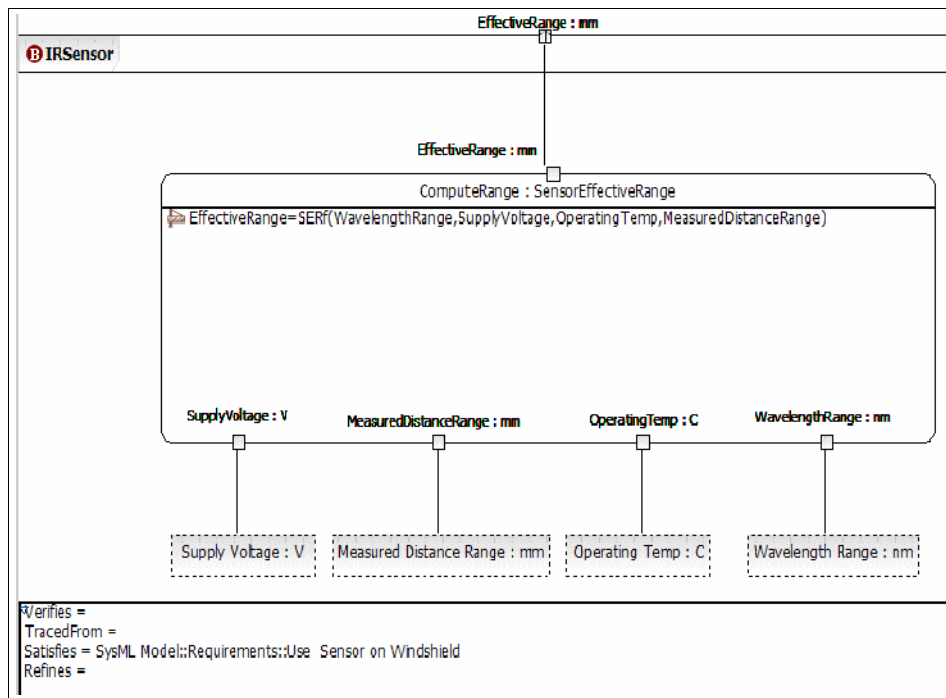 EffectiveRange : mm
B IRSensor
EffectiveRange : mm
ComputeRange : SensorEffectiveRange
EffectiveRange=SERf(WavelengthRange,SupplyVoltage,OperatingTemp,MeasuredDistanceRange)
SupplyVoltage : V
MeasuredDistanceRange : mm
OperatingTemp : C
WavelengthRange : nm
Supply Voltage : V
Measured Distance Range : mm
Operating Temp : C
Wavelength Range : nm
Verifies =
TracedFrom =
Satisfies = SysML Model::Requirements::Use Sensor on Windshield
Refines =